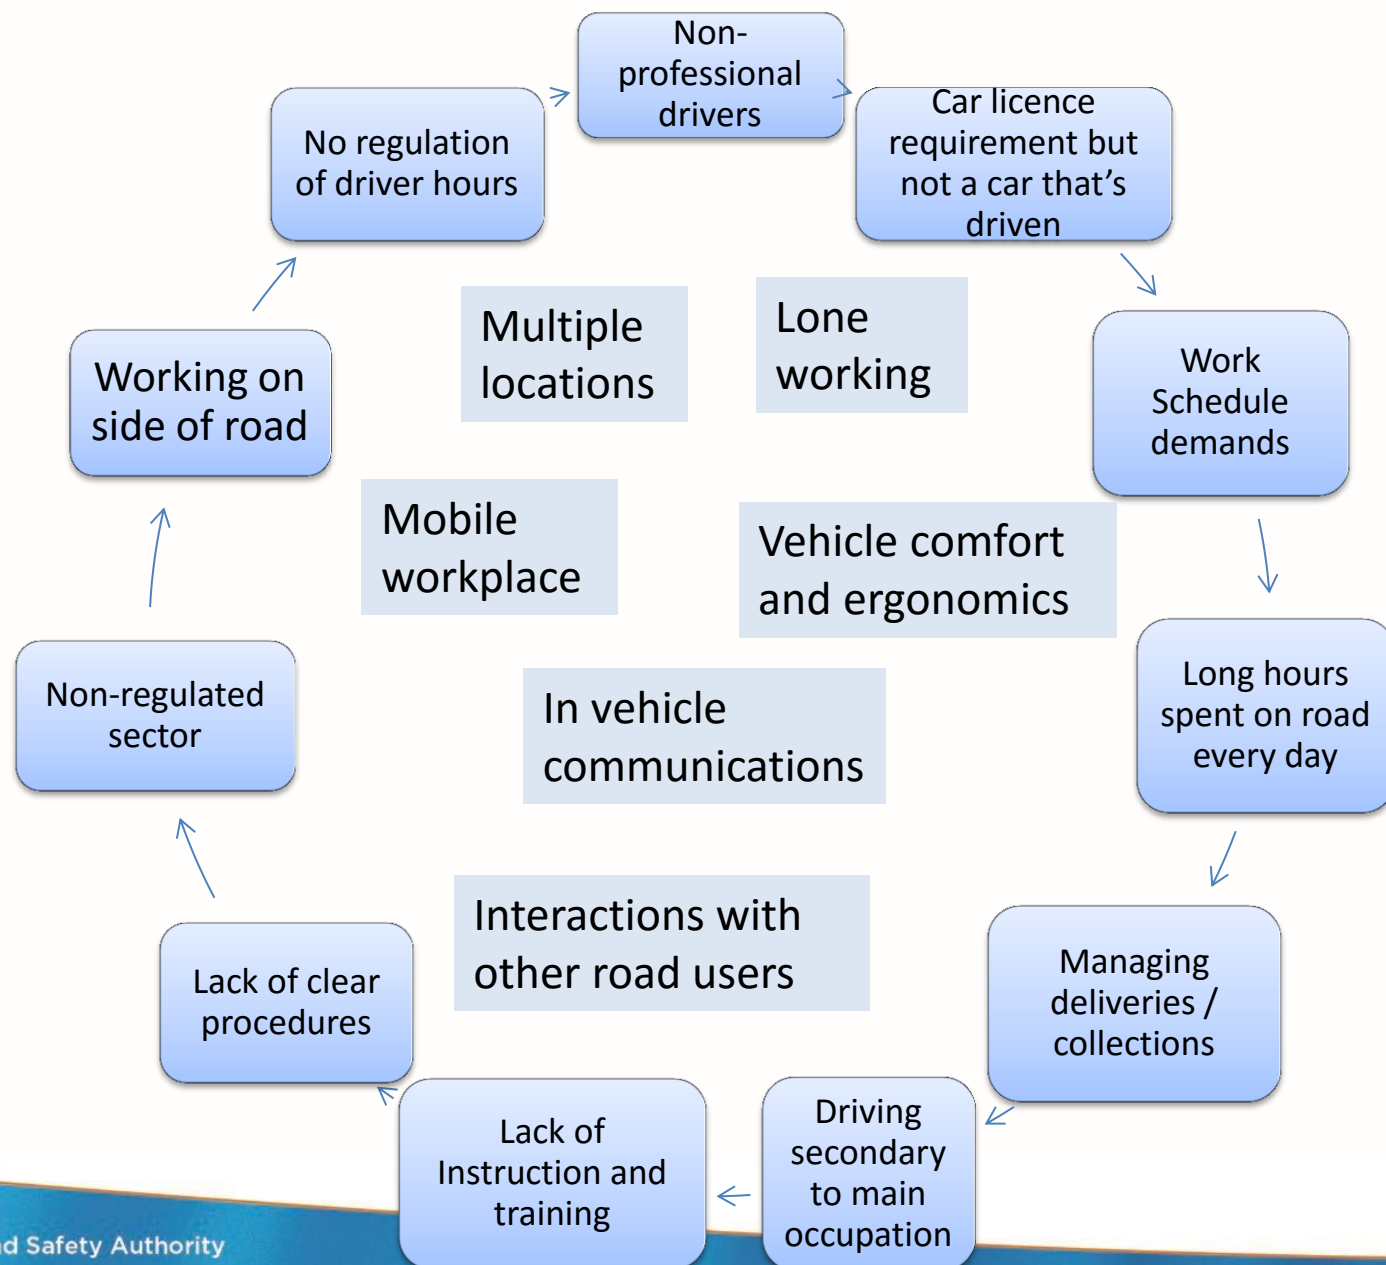 Non-
professional
drivers
Car licence
requirement but
not a car that’s
driven
Work
Schedule
demands
Long hours
spent on road
every day
Managing
deliveries /
collections
Driving
secondary
to main
occupation
Lack of
Instruction and
training
Lack of clear
procedures
Non-regulated
sector
Working on
side of road
No regulation
of driver hours
Multiple
locations
Lone
working
Mobile
workplace
Vehicle comfort
and ergonomics
In vehicle
communications
Interactions with
other road users
Safety Authority